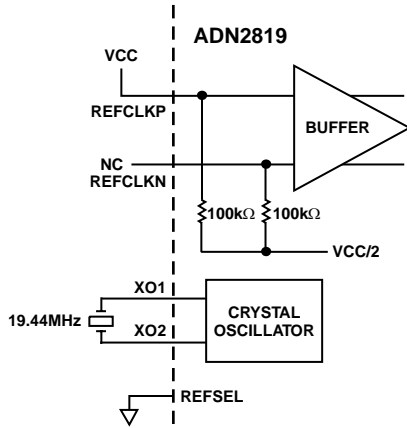 ADN2819
VCC
REFCLKP
BUFFER
NC
REFCLKN
100kΩ 100kΩ
VCC/2
XO1
19.44MHz
XO2
CRYSTAL
OSCILLATOR
REFSEL